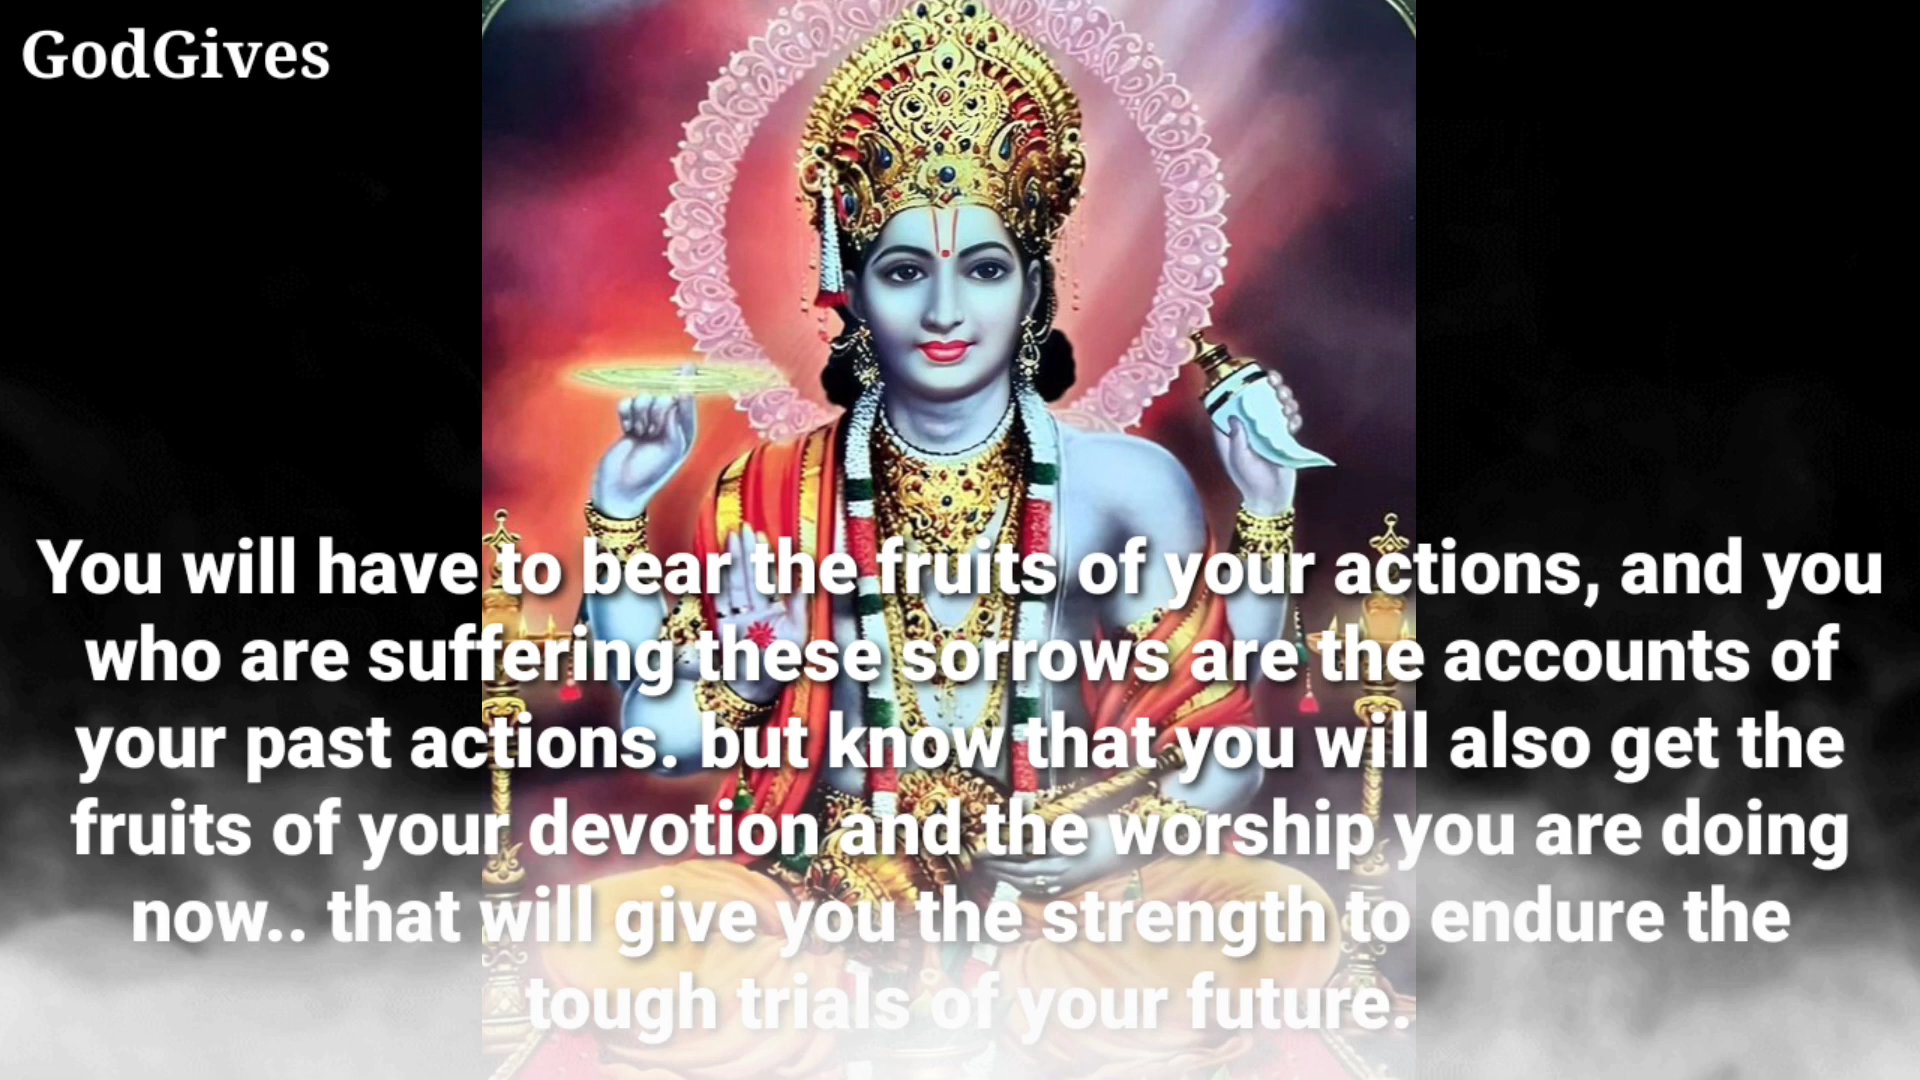 GodGives
You will have to bear the fruits of your actions, and you
who are suffering these sorrows are the accounts of
your past actions. but know that you will also get the
fruits of your devotion and the worship you are doing
now.. that will give you the strength to endure the
tough trials of your future.